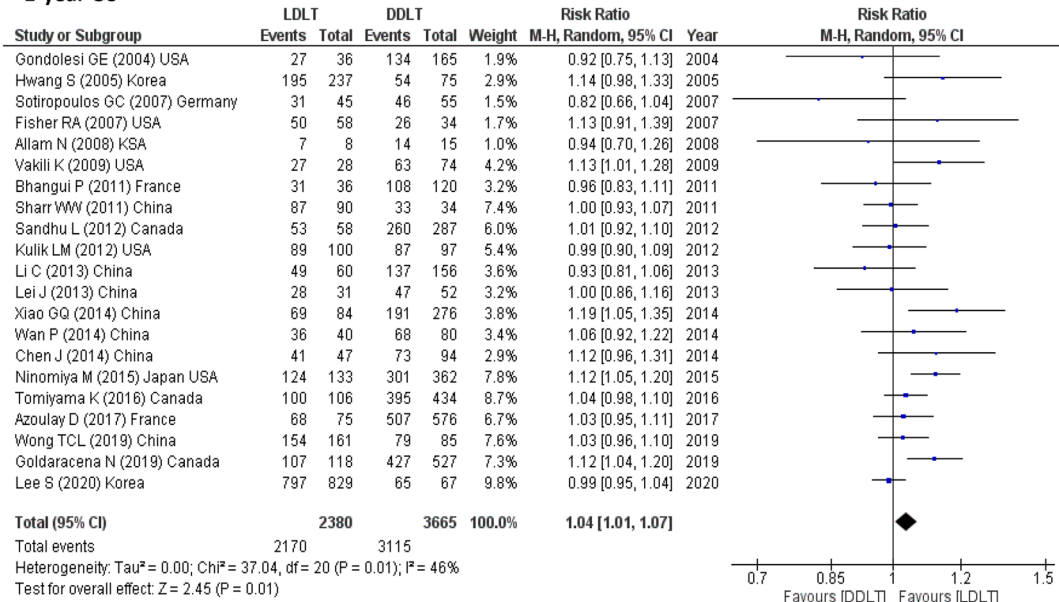 1-year OS
LDLT DDLT Risk Ratio Risk Ratio
Study or Subgroup Events Total Events Total Weight M-H, Random, 95% CI Year M-H, Random, 95% CI
Gondolesi GE (2004) USA 27 36 134 165 1.9% 0.92 [0.75, 1.13] 2004
Hwang S (2005) Korea 195 237 54 75 2.9% 1.14 [0.98, 1.33] 2005
Sotiropoulos GC (2007) Germany 31 45 46 55 1.5% 0.82 [0.66, 1.04] 2007
Fisher RA (2007) USA 50 58 26 34 1.7% 1.13 [0.91, 1.39] 2007
Allam N (2008) KSA 7 8 14 15 1.0% 0.94 [0.70, 1.26] 2008
Vakili K (2009) USA 27 28 63 74 4.1% 1.13 [1.01, 1.28] 2009
Bhangui P (2011) France 31 36 108 120 3.2% 0.96 [0.83, 1.11] 2011
Sharr WW (2011) China 87 90 33 34 7.4% 1.00 [0.93, 1.07] 2011
Sandhu L (2012) Canada 53 58 260 287 6.0% 1.01 [0.92, 1.10] 2012
Kulik LM (2012) USA 89 100 87 97 5.4% 0.99 [0.90, 1.09] 2012
Li C (2013) China 49 60 137 156 3.6% 0.93 [0.81, 1.06] 2013
Lei J (2013) China 28 31 47 52 3.2% 1.00 [0.86, 1.16] 2013
Xiao GQ (2014) China 69 84 191 276 3.8% 1.19 [1.05, 1.35] 2014
Wan P (2014) China 36 40 68 80 3.4% 1.06 [0.92, 1.22] 2014
Chen J (2014) China 41 47 73 94 2.9% 1.12 [0.96, 1.31] 2014
Ninomiya M (2015) Japan USA 124 133 301 362 7.8% 1.12 [1.05, 1.20] 2015
Tomiyama K (2016) Canada 100 106 395 434 8.7% 1.04 [0.98, 1.10] 2016
Azoulay D (2017) France 68 75 507 576 6.7% 1.03 [0.95, 1.11] 2017
Wong TCL (2019) China 154 161 79 85 7.7% 1.03 [0.96, 1.10] 2019
Goldaracena N (2019) Canada 107 118 427 527 7.3% 1.12 [1.04, 1.20] 2019
Lee S (2020) Korea 797 829 65 67 9.8% 0.99 [0.95, 1.04] 2020
Total (95% CI) 2380 3665 100.0% 1.04 [1.01, 1.07]
Total events 2170 3115
Heterogeneity: Tau² = 0.00; Chi² = 37.04, df = 20 (P = 0.01); I² = 46%
Test for overall effect: Z = 2.45 (P = 0.01)
0.7 0.85 1 1.2 1.5
Favours [DDLT] Favours [LDLT]